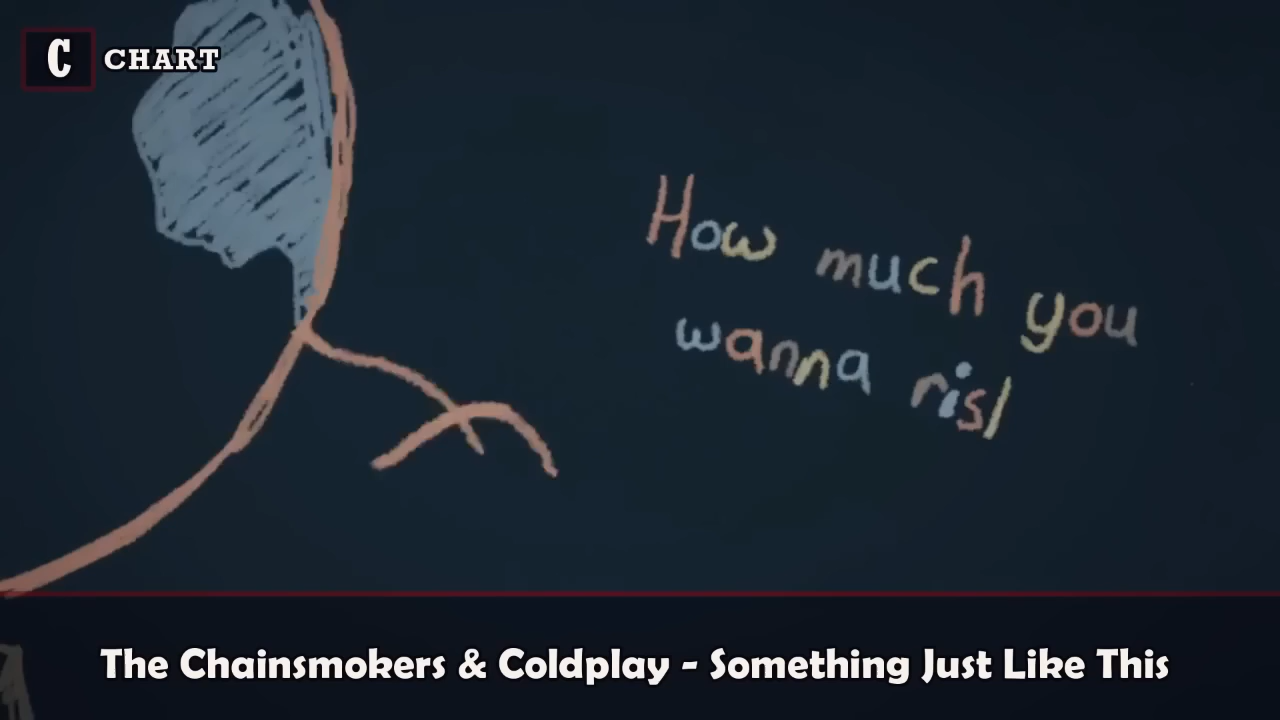 C CHART
How much you
wanna risl
The Chainsmokers & Coldplay - Something Just Like This